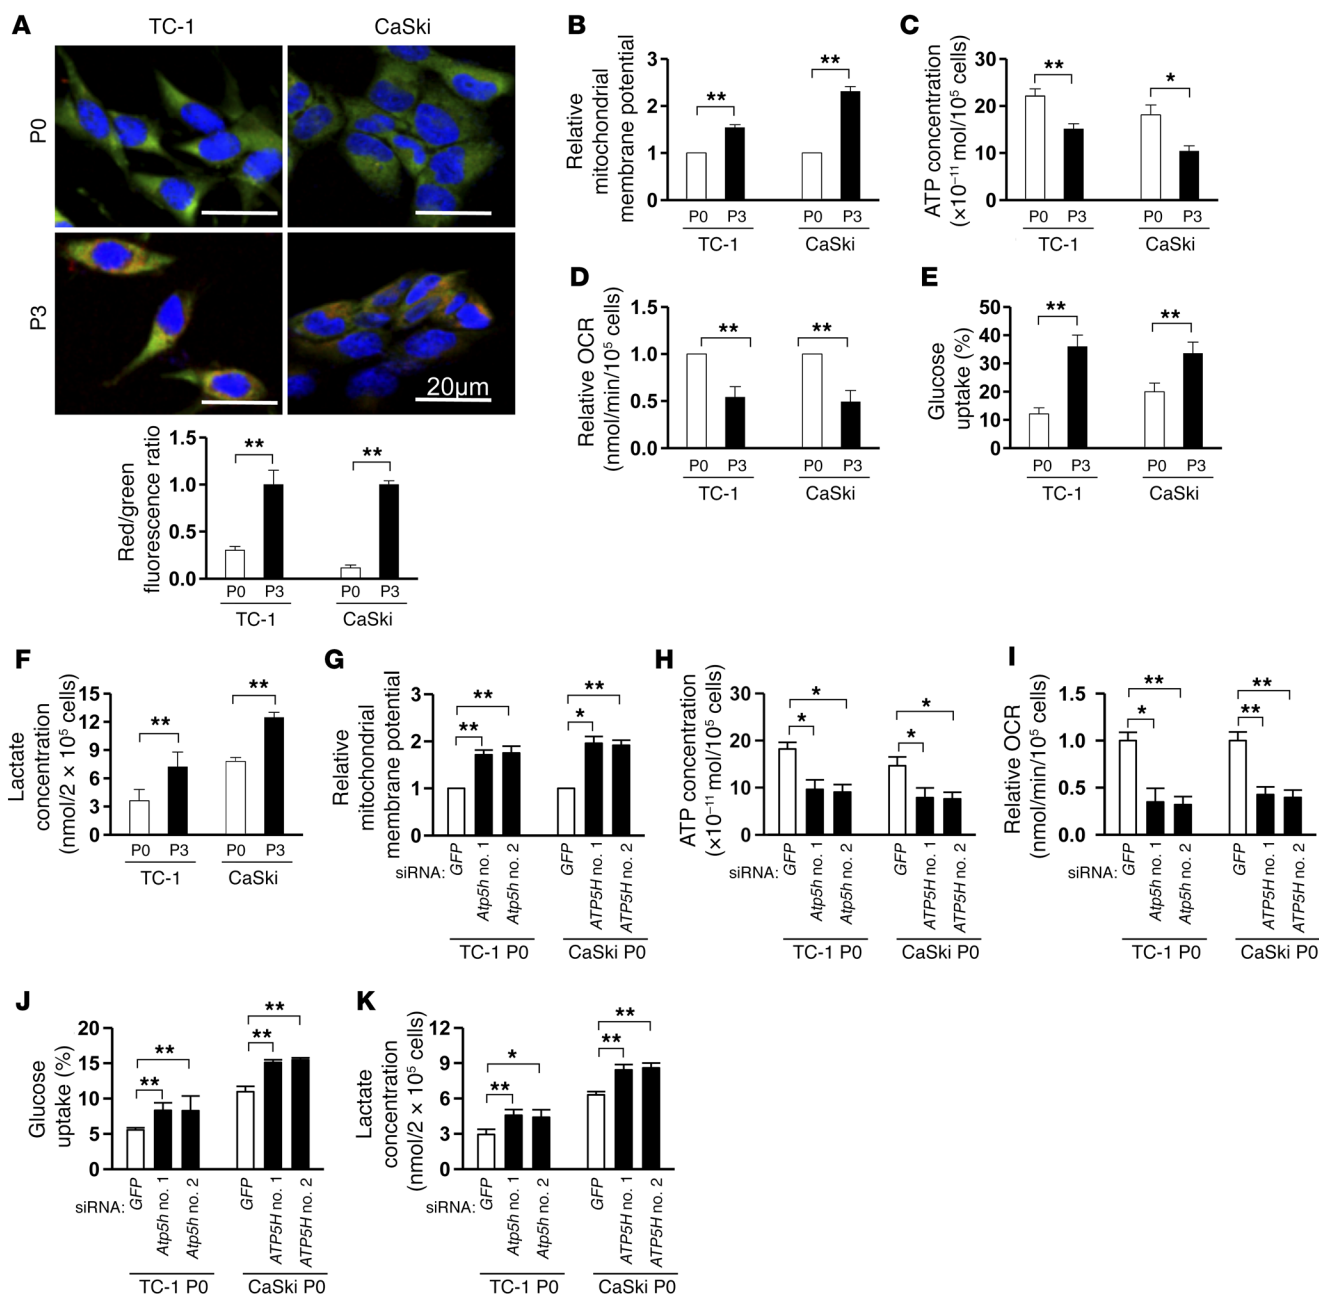 A
TC-1
CaSki
P0
P3
20μm
Red/green
fluorescence ratio
1.5
1.0
0.5
0.0
**
**
P0 P3 P0 P3
TC-1 CaSki
B
Relative
mitochondrial
membrane potential
3
2
1
0
**
**
P0 P3 P0 P3
TC-1 CaSki
C
ATP concentration
(×10⁻¹¹ mol/10⁵ cells)
30
20
10
0
**
*
P0 P3 P0 P3
TC-1 CaSki
D
Relative OCR
(nmol/min/10⁵ cells)
1.5
1.0
0.5
0.0
**
**
P0 P3 P0 P3
TC-1 CaSki
E
Glucose
uptake (%)
50
40
30
20
10
0
**
**
P0 P3 P0 P3
TC-1 CaSki
F
Lactate
concentration
(nmol/2 × 10⁵ cells)
15
12
9
6
3
0
**
**
P0 P3 P0 P3
TC-1 CaSki
G
Relative
mitochondrial
membrane potential
3
2
1
0
**
**
**
*
siRNA: GFP Atp5h no. 1 Atp5h no. 2 GFP ATP5H no. 1 ATP5H no. 2
TC-1 P0 CaSki P0
H
ATP concentration
(×10⁻¹¹ mol/10⁵ cells)
30
20
10
0
*
*
*
*
siRNA: GFP Atp5h no. 1 Atp5h no. 2 GFP ATP5H no. 1 ATP5H no. 2
TC-1 P0 CaSki P0
I
Relative OCR
(nmol/min/10⁵ cells)
1.5
1.0
0.5
0.0
**
*
**
**
GFP Atp5h no. 1 Atp5h no. 2 GFP ATP5H no. 1 ATP5H no. 2
TC-1 P0 CaSki P0
J
Glucose
uptake (%)
20
15
10
5
0
**
**
**
**
siRNA: GFP Atp5h no. 1 Atp5h no. 2 GFP ATP5H no. 1 ATP5H no. 2
TC-1 P0 CaSki P0
K
Lactate
concentration
(nmol/2 × 10⁵ cells)
12
9
6
3
0
*
**
**
**
siRNA: GFP Atp5h no. 1 Atp5h no. 2 GFP ATP5H no. 1 ATP5H no. 2
TC-1 P0 CaSki P0